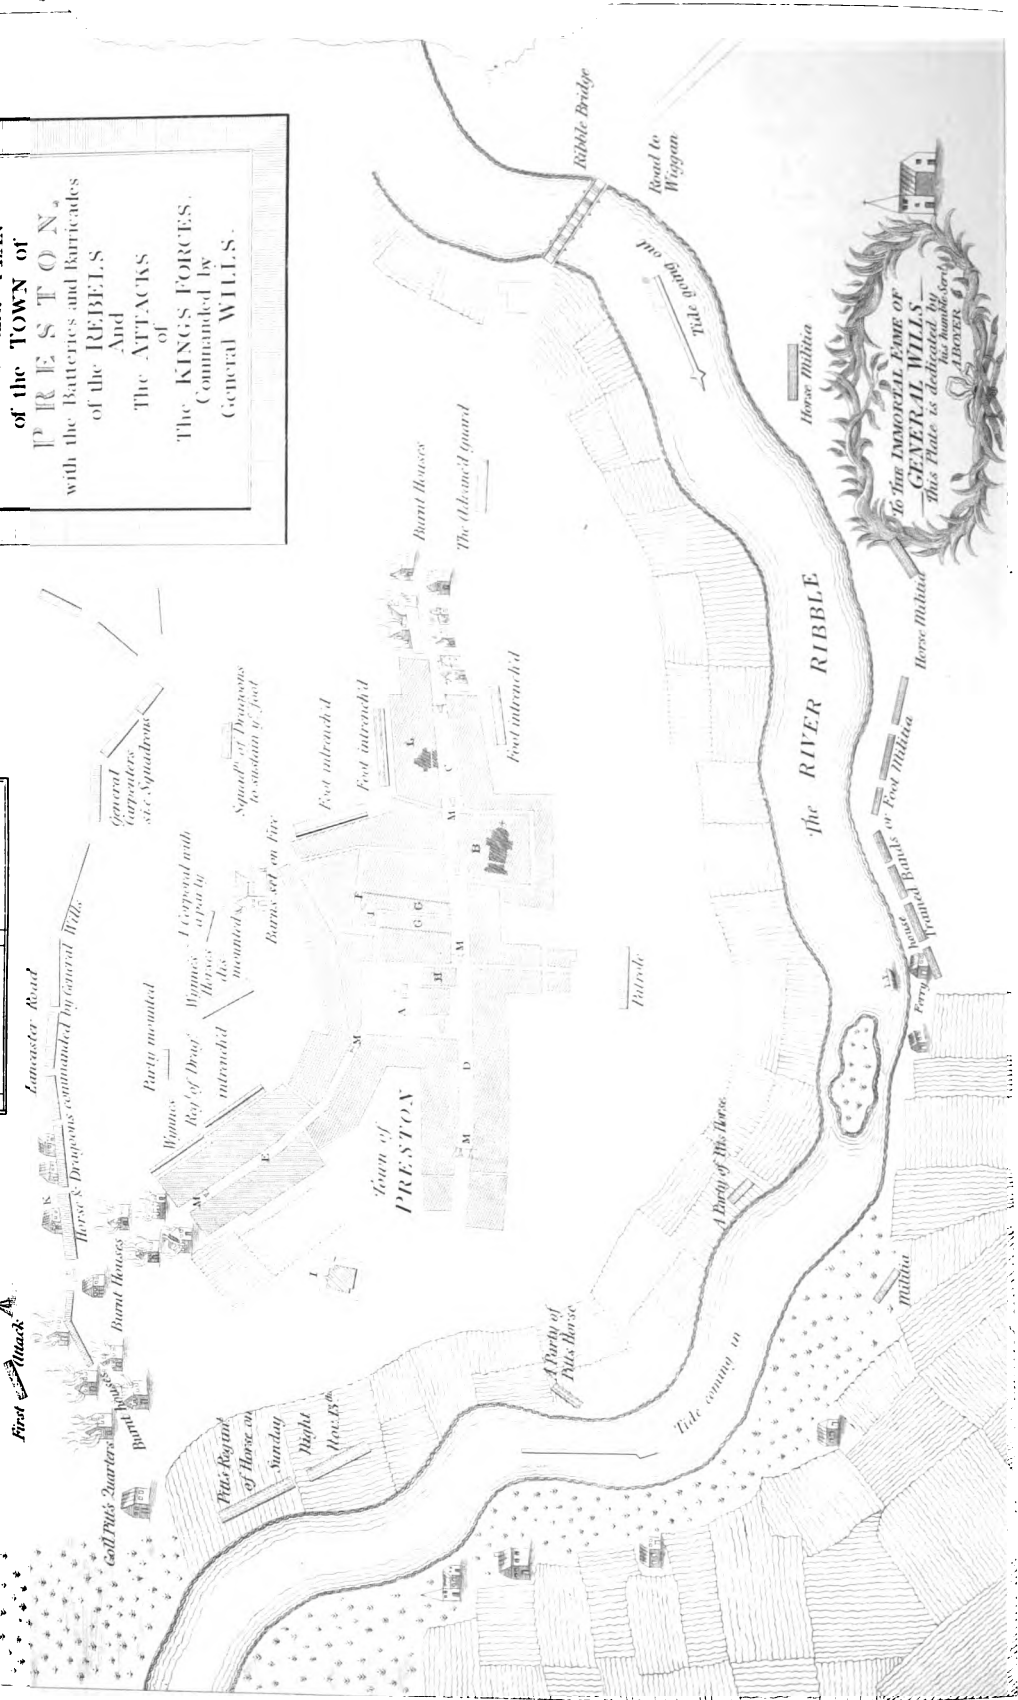 of the TOWN of
PRESTON.
with the Batteries and Barricades
of the REBELS
And
The ATTACKS
of
The KINGS FORCES.
Commanded by
General WILLS.
Ribble Bridge
Road to
Wiggan
Tide going out
Horse Militia
To THE IMMORTAL FAME OF
GENERAL WILLS
This Plate is dedicated by
his humble Servt
A BOYER
Horse Militia
Burnt Houses
The Advanc'd Guard
The RIVER RIBBLE
Foot intrench'd
Foot intrench'd
Foot intrench'd
Squadn of Dragoons
to sustain ye foot
General
Carpenters
six Squadrons
Trained Bands or Foot Militia
Barns set on Fire
A Corporal with
a party
Wynnes
Horses
dis
mounted
Lancaster Road
Horse & Dragoons commanded by General Wills
Party mounted
Wynnes
Regt of Drag
intrench'd
L
C
M
B
F
J
G G
M
H
A
M
D
M
E
M
K
I
Town of
PRESTON
Patrole
Ferry house
A Party of Pitts Horse
Burnt Houses
First Attack
Burnt houses
Coll Pitt's Quarters
Pitt's Regimt
of Horse on
Sunday
Night
Nov. 13th
A Party of
Pitts Horse
Militia
Tide coming in